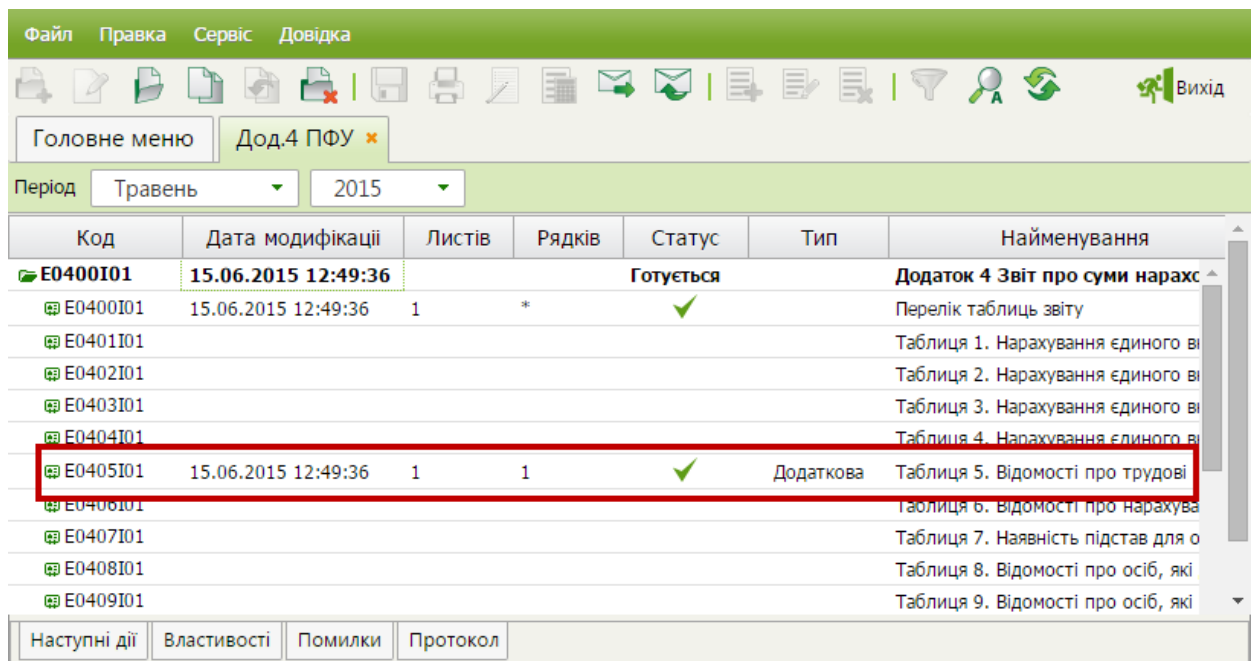 Файл Правка Сервіс Довідка
Вихід
Головне меню Дод.4 ПФУ
Період Травень 2015
Код Дата модифікації Листів Рядків Статус Тип Найменування
E0400I01 15.06.2015 12:49:36 Готується Додаток 4 Звіт про суми нарахо
E0400I01 15.06.2015 12:49:36 1 * Перелік таблиць звіту
E0401I01 Таблиця 1. Нарахування єдиного вн
E0402I01 Таблиця 2. Нарахування єдиного вн
E0403I01 Таблиця 3. Нарахування єдиного вн
E0404I01 Таблиця 4. Нарахування єдиного вн
E0405I01 15.06.2015 12:49:36 1 1 Додаткова Таблиця 5. Відомості про трудові
E0406I01 Таблиця 6. Відомості про нарахува
E0407I01 Таблиця 7. Наявність підстав для о
E0408I01 Таблиця 8. Відомості про осіб, які
E0409I01 Таблиця 9. Відомості про осіб, які
Наступні дії Властивості Помилки Протокол